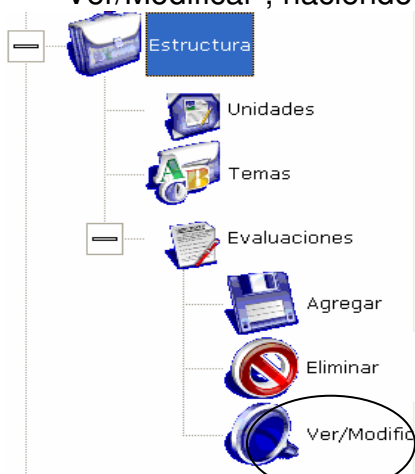 Ver/Modificar", haciendo
Estructura
Unidades
Temas
Evaluaciones
Agregar
Eliminar
Ver/Modific